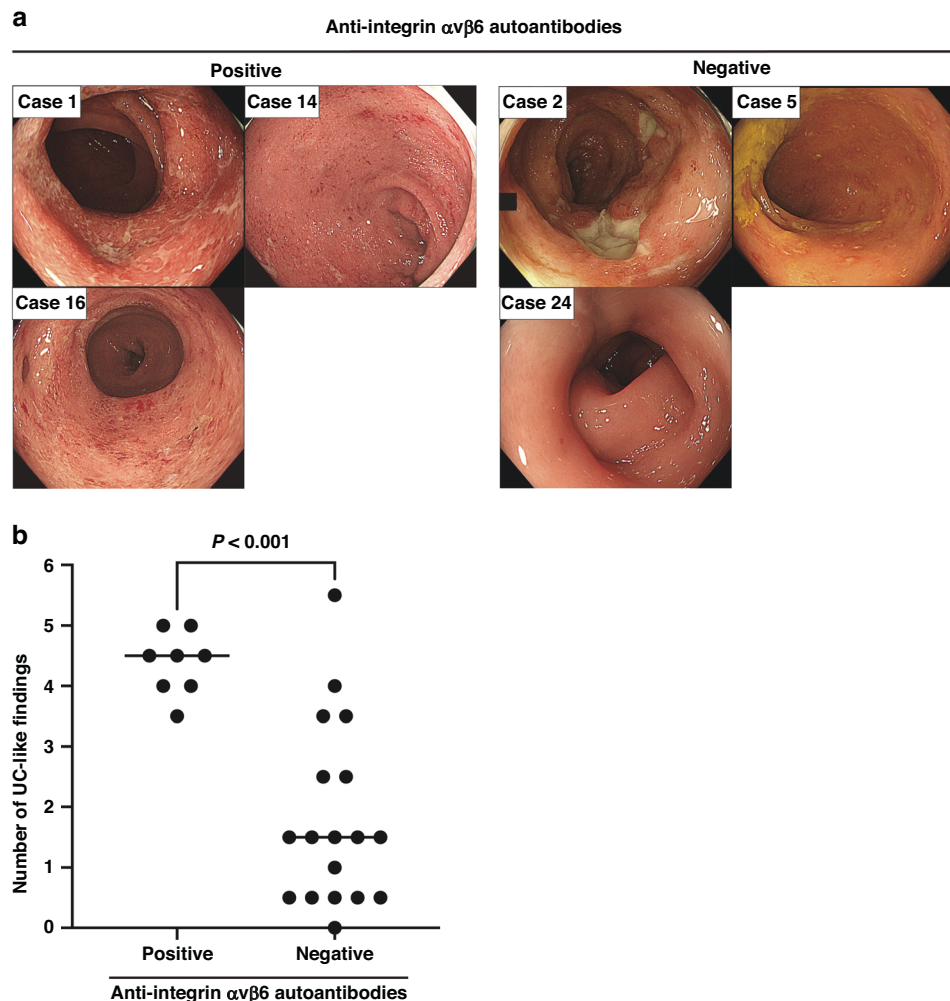 a
Anti-integrin αvβ6 autoantibodies
Positive
Negative
Case 1
Case 14
Case 2
Case 5
Case 16
Case 24
b
P < 0.001
6
5
4
3
2
1
0
Number of UC-like findings
Positive
Negative
Anti-integrin αvβ6 autoantibodies